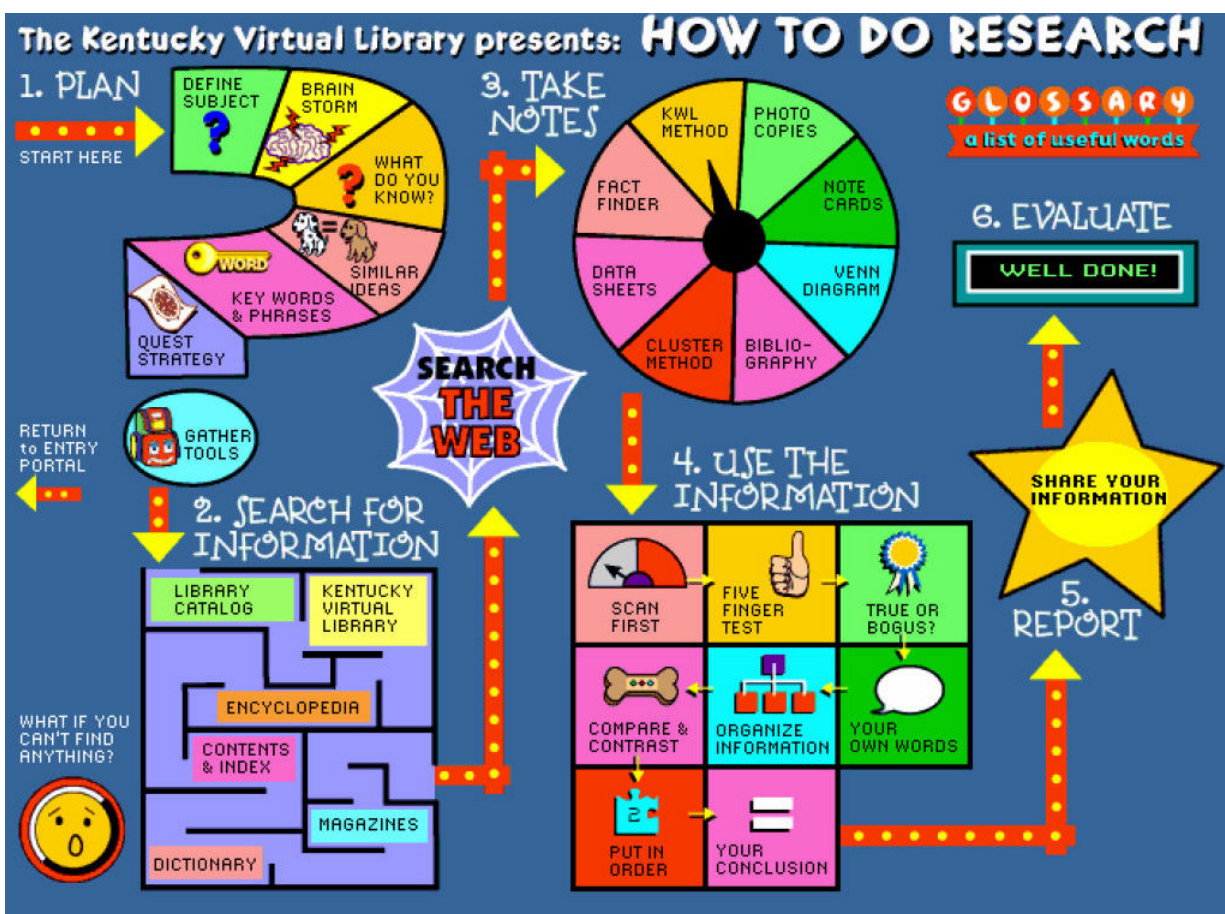 The Kentucky Virtual Library presents: HOW TO DO RESEARCH
1. PLAN
START HERE
DEFINE
SUBJECT
?
BRAIN
STORM
?
WHAT
DO YOU
KNOW?
=
SIMILAR
IDEAS
WORD
KEY WORDS
& PHRASES
QUEST
STRATEGY
GATHER
TOOLS
RETURN
to ENTRY
PORTAL
2. SEARCH FOR
INFORMATION
LIBRARY
CATALOG
KENTUCKY
VIRTUAL
LIBRARY
ENCYCLOPEDIA
CONTENTS
& INDEX
MAGAZINES
DICTIONARY
WHAT IF YOU
CAN'T FIND
ANYTHING?
SEARCH
THE
WEB
3. TAKE
NOTES
KWL
METHOD
PHOTO
COPIES
NOTE
CARDS
VENN
DIAGRAM
BIBLIO-
GRAPHY
CLUSTER
METHOD
DATA
SHEETS
FACT
FINDER
4. USE THE
INFORMATION
SCAN
FIRST
FIVE
FINGER
TEST
TRUE OR
BOGUS?
YOUR
OWN WORDS
ORGANIZE
INFORMATION
COMPARE &
CONTRAST
2
PUT IN
ORDER
YOUR
CONCLUSION
5.
REPORT
SHARE YOUR
INFORMATION
6. EVALUATE
WELL DONE!
GLOSSARY
a list of useful words